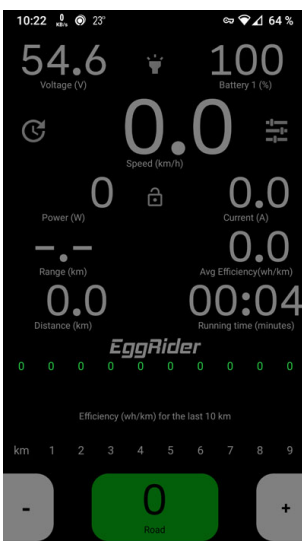 10:22 0 KB/s 23° 64 %
54.6 100
Voltage (V) Battery 1 (%)
0.0
Speed (km/h)
0 0.0
Power (W) Current (A)
-.- 0.0
Range (km) Avg Efficiency(wh/km)
0.0 00:04
Distance (km) Running time (minutes)
EggRider
0 0 0 0 0 0 0 0 0 0
Efficiency (wh/km) for the last 10 km
km 1 2 3 4 5 6 7 8 9
- 0 +
Road